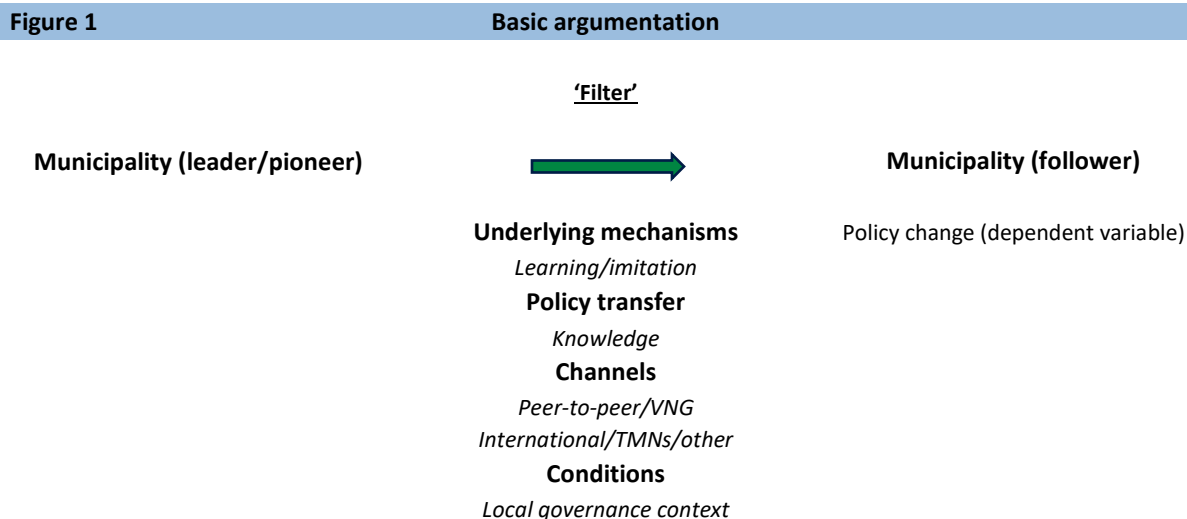 Figure 1 Basic argumentation
‘Filter’
Municipality (leader/pioneer) Municipality (follower)
Underlying mechanisms Policy change (dependent variable)
Learning/imitation
Policy transfer
Knowledge
Channels
Peer-to-peer/VNG
International/TMNs/other
Conditions
Local governance context